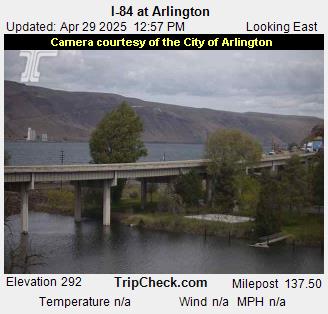 I-84 at Arlington
Updated: Apr 29 2025 12:57 PM Looking East
Camera courtesy of the City of Arlington
Elevation 292 TripCheck.com Milepost 137.50
Temperature n/a Wind n/a MPH n/a